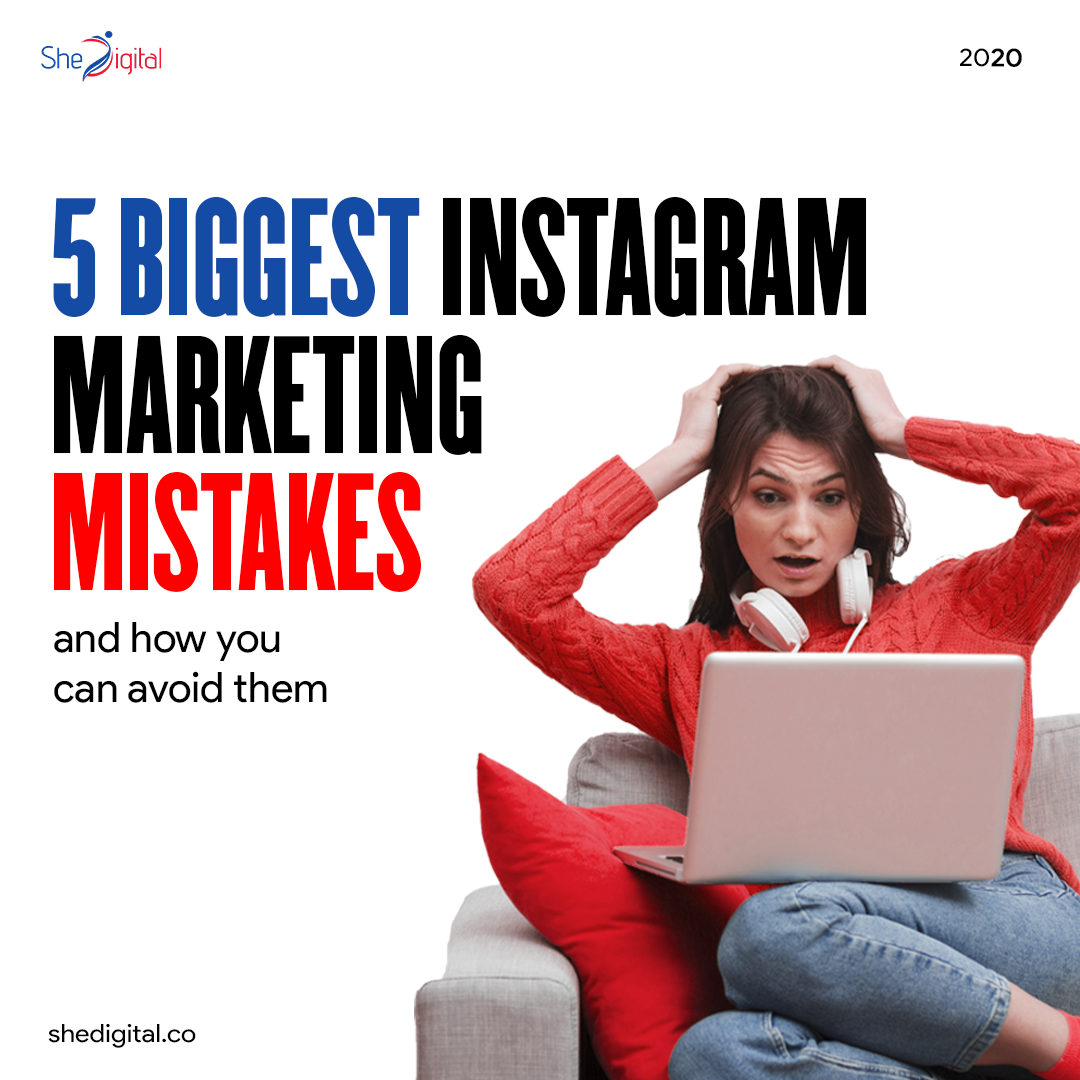 SheDigital
2020
5 BIGGEST INSTAGRAM
MARKETING
MISTAKES
and how you
can avoid them
shedigital.co